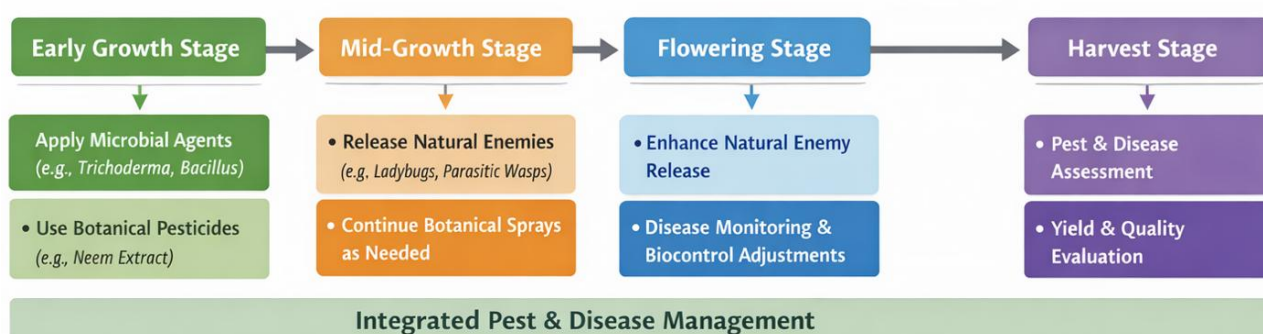 Early Growth Stage
Mid-Growth Stage
Flowering Stage
Harvest Stage
Apply Microbial Agents
(e.g., Trichoderma, Bacillus)
• Use Botanical Pesticides
(e.g., Neem Extract)
• Release Natural Enemies
(e.g, Ladybugs, Parasitic Wasps)
• Continue Botanical Sprays
as Needed
• Enhance Natural Enemy
Release
• Disease Monitoring &
Biocontrol Adjustments
• Pest & Disease
Assessment
• Yield & Quality
Evaluation
Integrated Pest & Disease Management